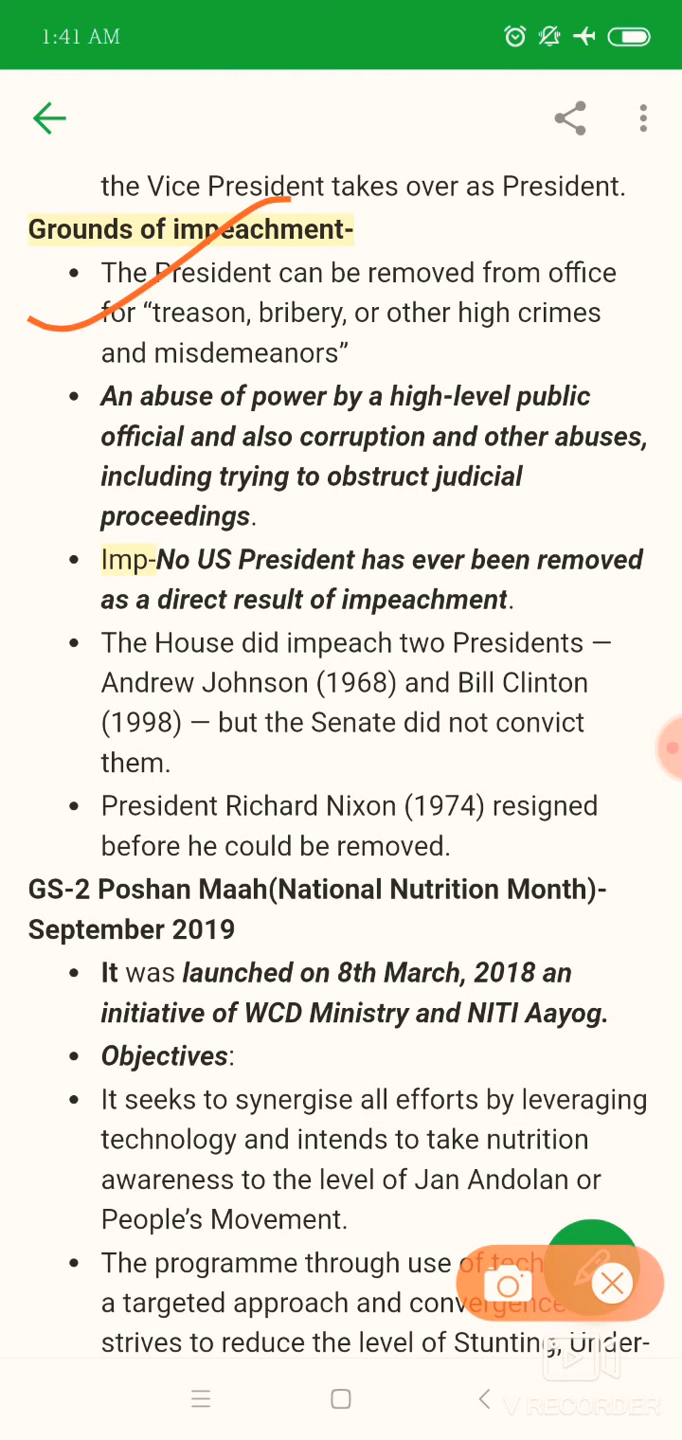 1:41 AM
the Vice President takes over as President.
Grounds of impeachment-
• The President can be removed from office
for “treason, bribery, or other high crimes
and misdemeanors”
• An abuse of power by a high-level public
official and also corruption and other abuses,
including trying to obstruct judicial
proceedings.
• Imp-No US President has ever been removed
as a direct result of impeachment.
• The House did impeach two Presidents —
Andrew Johnson (1968) and Bill Clinton
(1998) — but the Senate did not convict
them.
• President Richard Nixon (1974) resigned
before he could be removed.
GS-2 Poshan Maah(National Nutrition Month)-
September 2019
• It was launched on 8th March, 2018 an
initiative of WCD Ministry and NITI Aayog.
• Objectives:
• It seeks to synergise all efforts by leveraging
technology and intends to take nutrition
awareness to the level of Jan Andolan or
People’s Movement.
• The programme through use of tech
a targeted approach and convergence
strives to reduce the level of Stunting, Under-
V RECORDER